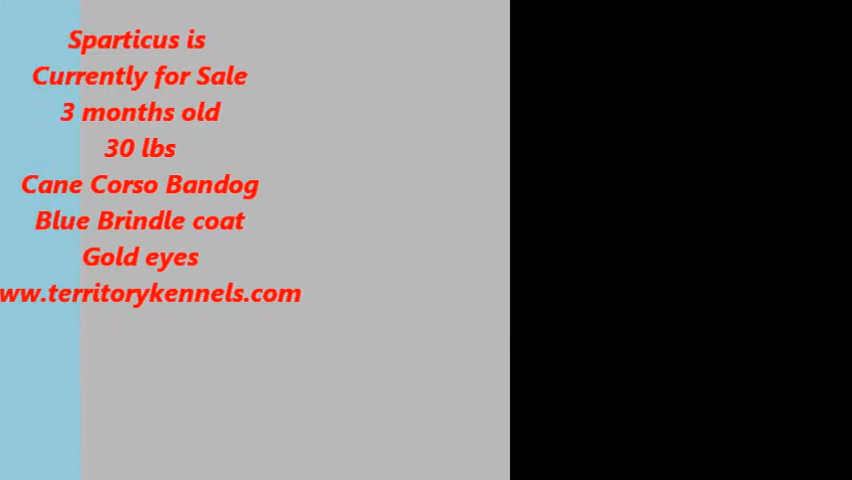 Sparticus is
Currently for Sale
3 months old
30 lbs
Cane Corso Bandog
Blue Brindle coat
Gold eyes
ww.territorykennels.com